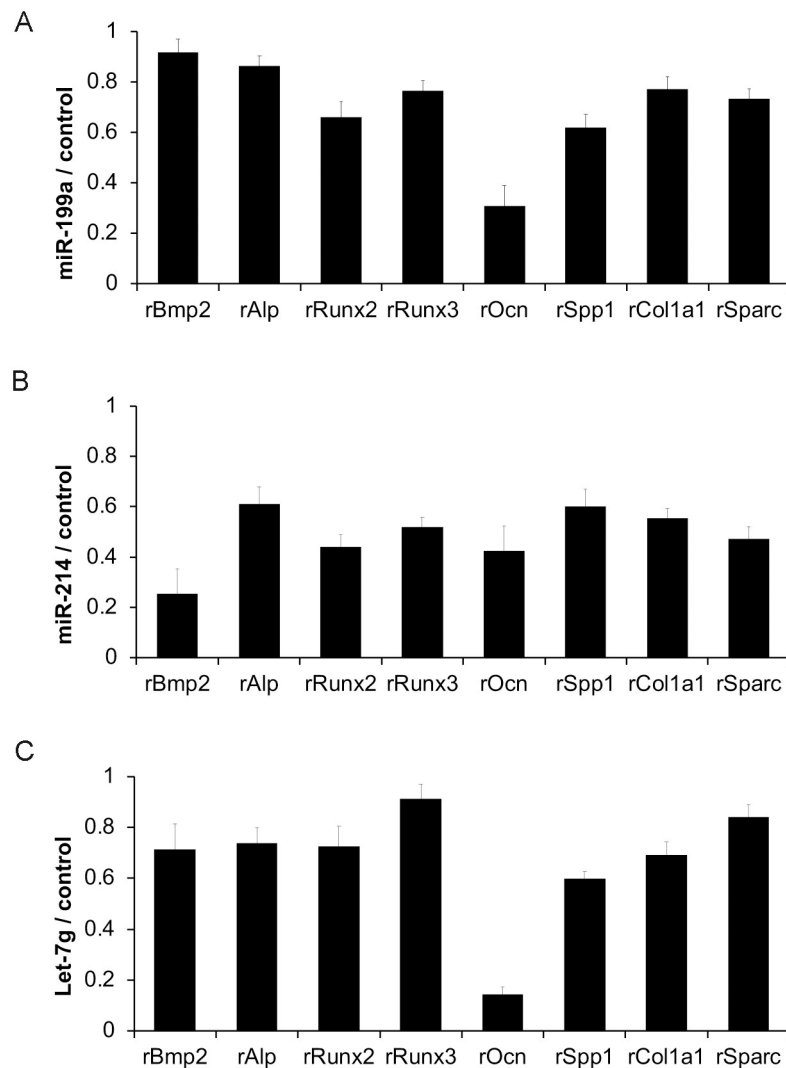 A
miR-199a / control
1
0.8
0.6
0.4
0.2
0
rBmp2 rAlp rRunx2 rRunx3 rOcn rSpp1 rCol1a1 rSparc
B
miR-214 / control
1
0.8
0.6
0.4
0.2
0
rBmp2 rAlp rRunx2 rRunx3 rOcn rSpp1 rCol1a1 rSparc
C
Let-7g / control
1
0.8
0.6
0.4
0.2
0
rBmp2 rAlp rRunx2 rRunx3 rOcn rSpp1 rCol1a1 rSparc